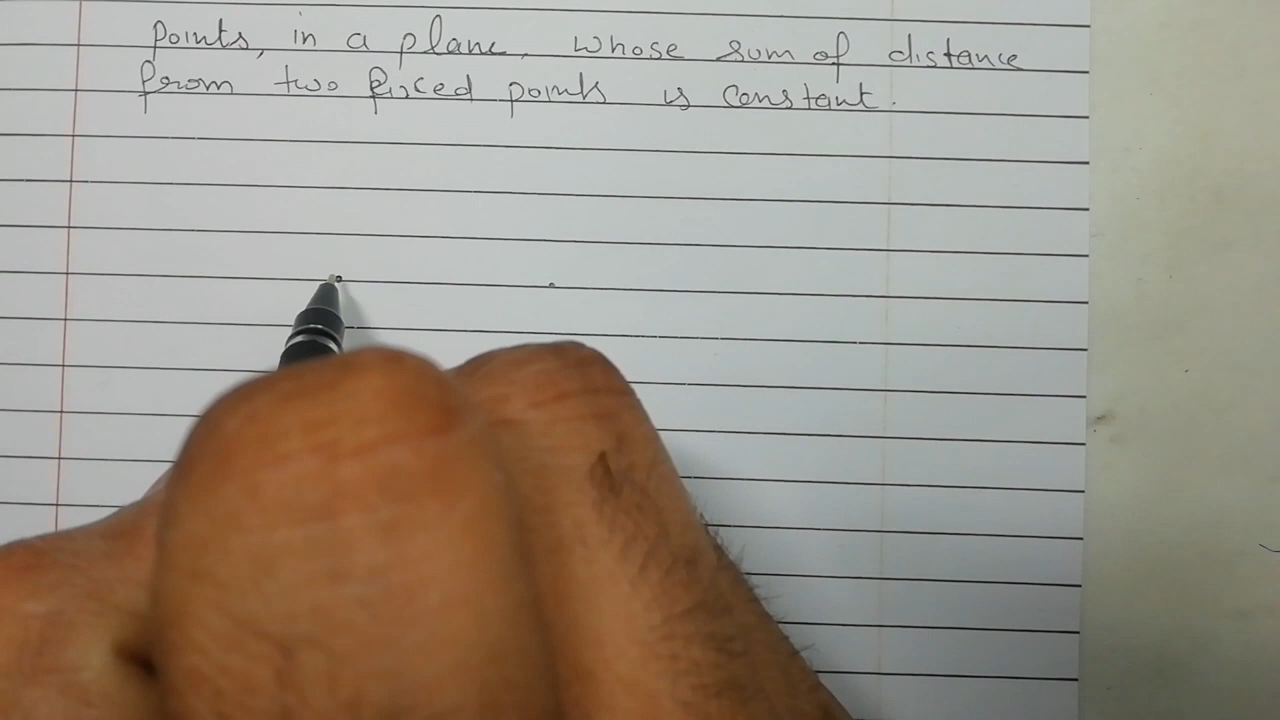 points, in a plane, whose sum of distance
from two fixed points is constant.